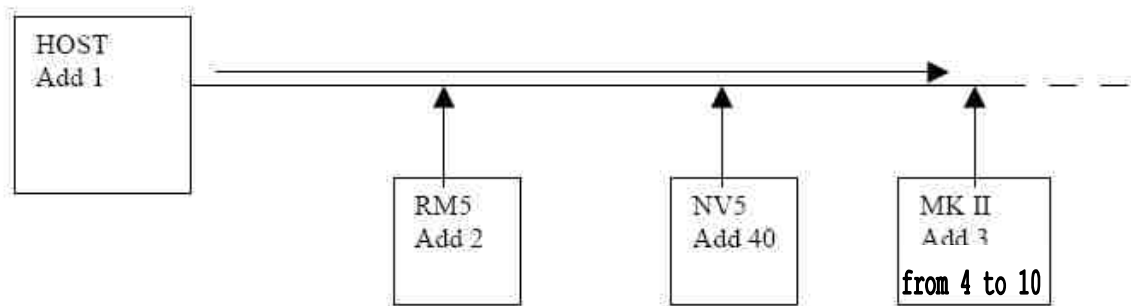 HOST
Add 1
RM5
Add 2
NV5
Add 40
MK II
Add 3
from 4 to 10